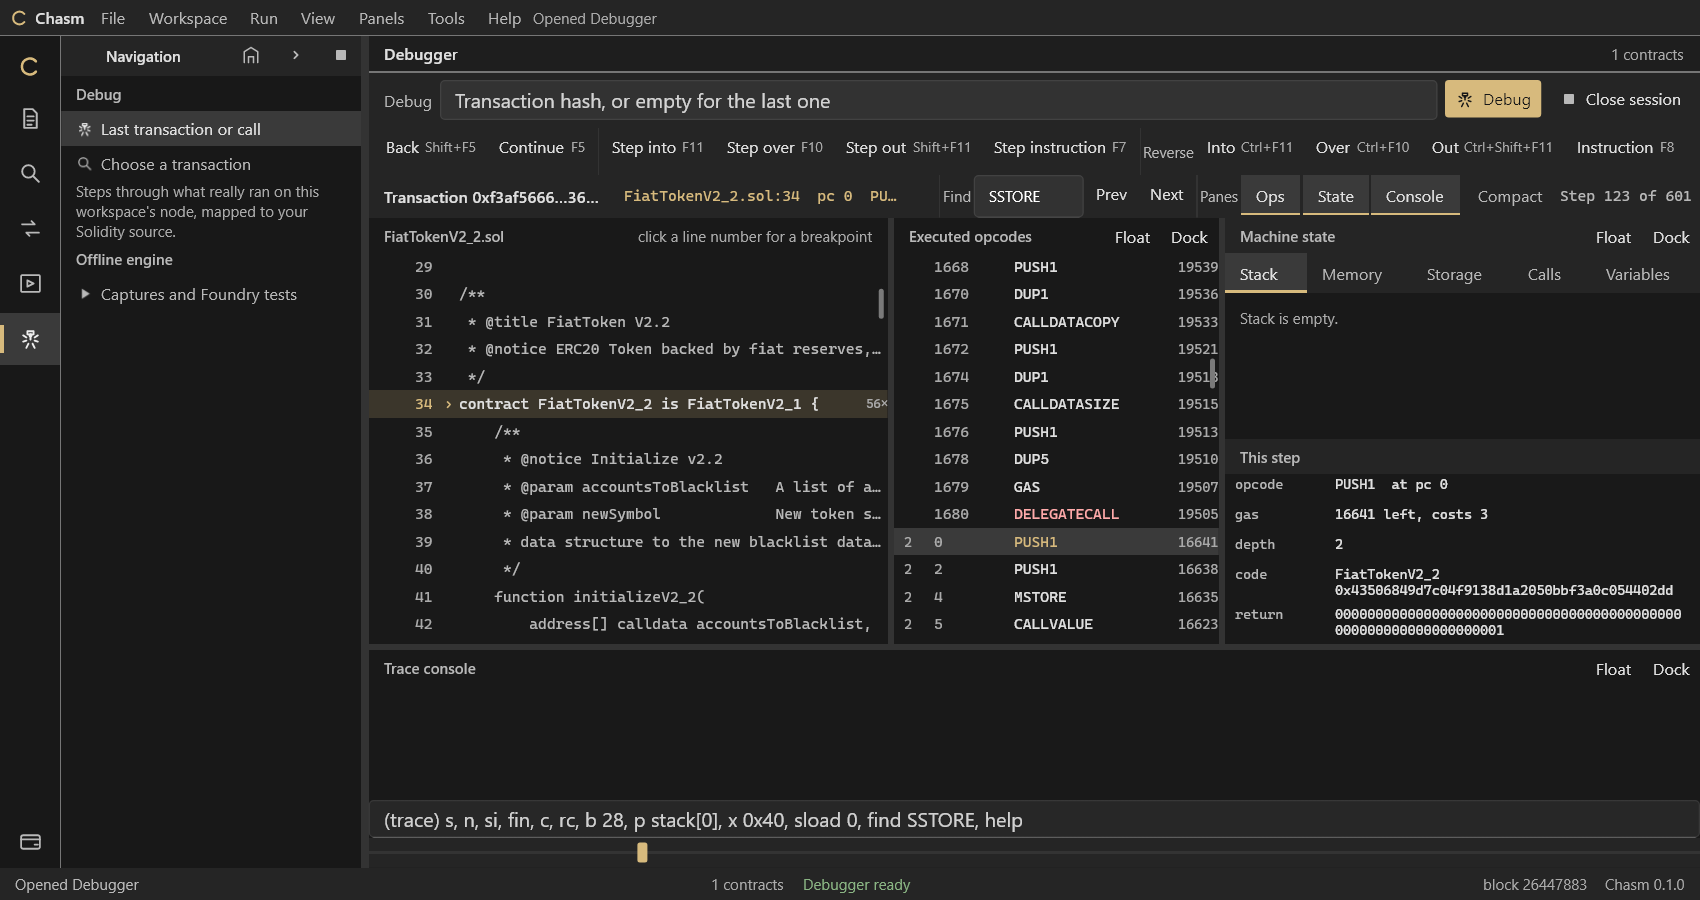 Chasm File Workspace Run View Panels Tools Help Opened Debugger
Navigation
Debugger
1 contracts
Debug
Last transaction or call
Choose a transaction
Steps through what really ran on this
workspace's node, mapped to your
Solidity source.
Offline engine
Captures and Foundry tests
Debug Transaction hash, or empty for the last one Debug Close session
Back Shift+F5 Continue F5 Step into F11 Step over F10 Step out Shift+F11 Step instruction F7 Reverse Into Ctrl+F11 Over Ctrl+F10 Out Ctrl+Shift+F11 Instruction F8
Transaction 0xf3af5666...36... FiatTokenV2_2.sol:34 pc 0 PU... Find SSTORE Prev Next Panes Ops State Console Compact Step 123 of 601
FiatTokenV2_2.sol click a line number for a breakpoint
29
30 /**
31 * @title FiatToken V2.2
32 * @notice ERC20 Token backed by fiat reserves,…
33 */
34 › contract FiatTokenV2_2 is FiatTokenV2_1 { 56×
35 /**
36 * @notice Initialize v2.2
37 * @param accountsToBlacklist A list of a…
38 * @param newSymbol New token s…
39 * data structure to the new blacklist data…
40 */
41 function initializeV2_2(
42 address[] calldata accountsToBlacklist,
Executed opcodes Float Dock
1668 PUSH1 19539
1670 DUP1 19536
1671 CALLDATACOPY 19533
1672 PUSH1 19521
1674 DUP1 19518
1675 CALLDATASIZE 19515
1676 PUSH1 19513
1678 DUP5 19510
1679 GAS 19507
1680 DELEGATECALL 19505
2 0 PUSH1 16641
2 2 PUSH1 16638
2 4 MSTORE 16635
2 5 CALLVALUE 16623
Machine state Float Dock
Stack Memory Storage Calls Variables
Stack is empty.
This step
opcode PUSH1 at pc 0
gas 16641 left, costs 3
depth 2
code FiatTokenV2_2
0x43506849d7c04f9138d1a2050bbf3a0c054402dd
return 000000000000000000000000000000000000000000
0000000000000000000001
Trace console Float Dock
(trace) s, n, si, fin, c, rc, b 28, p stack[0], x 0x40, sload 0, find SSTORE, help
Opened Debugger 1 contracts Debugger ready block 26447883 Chasm 0.1.0